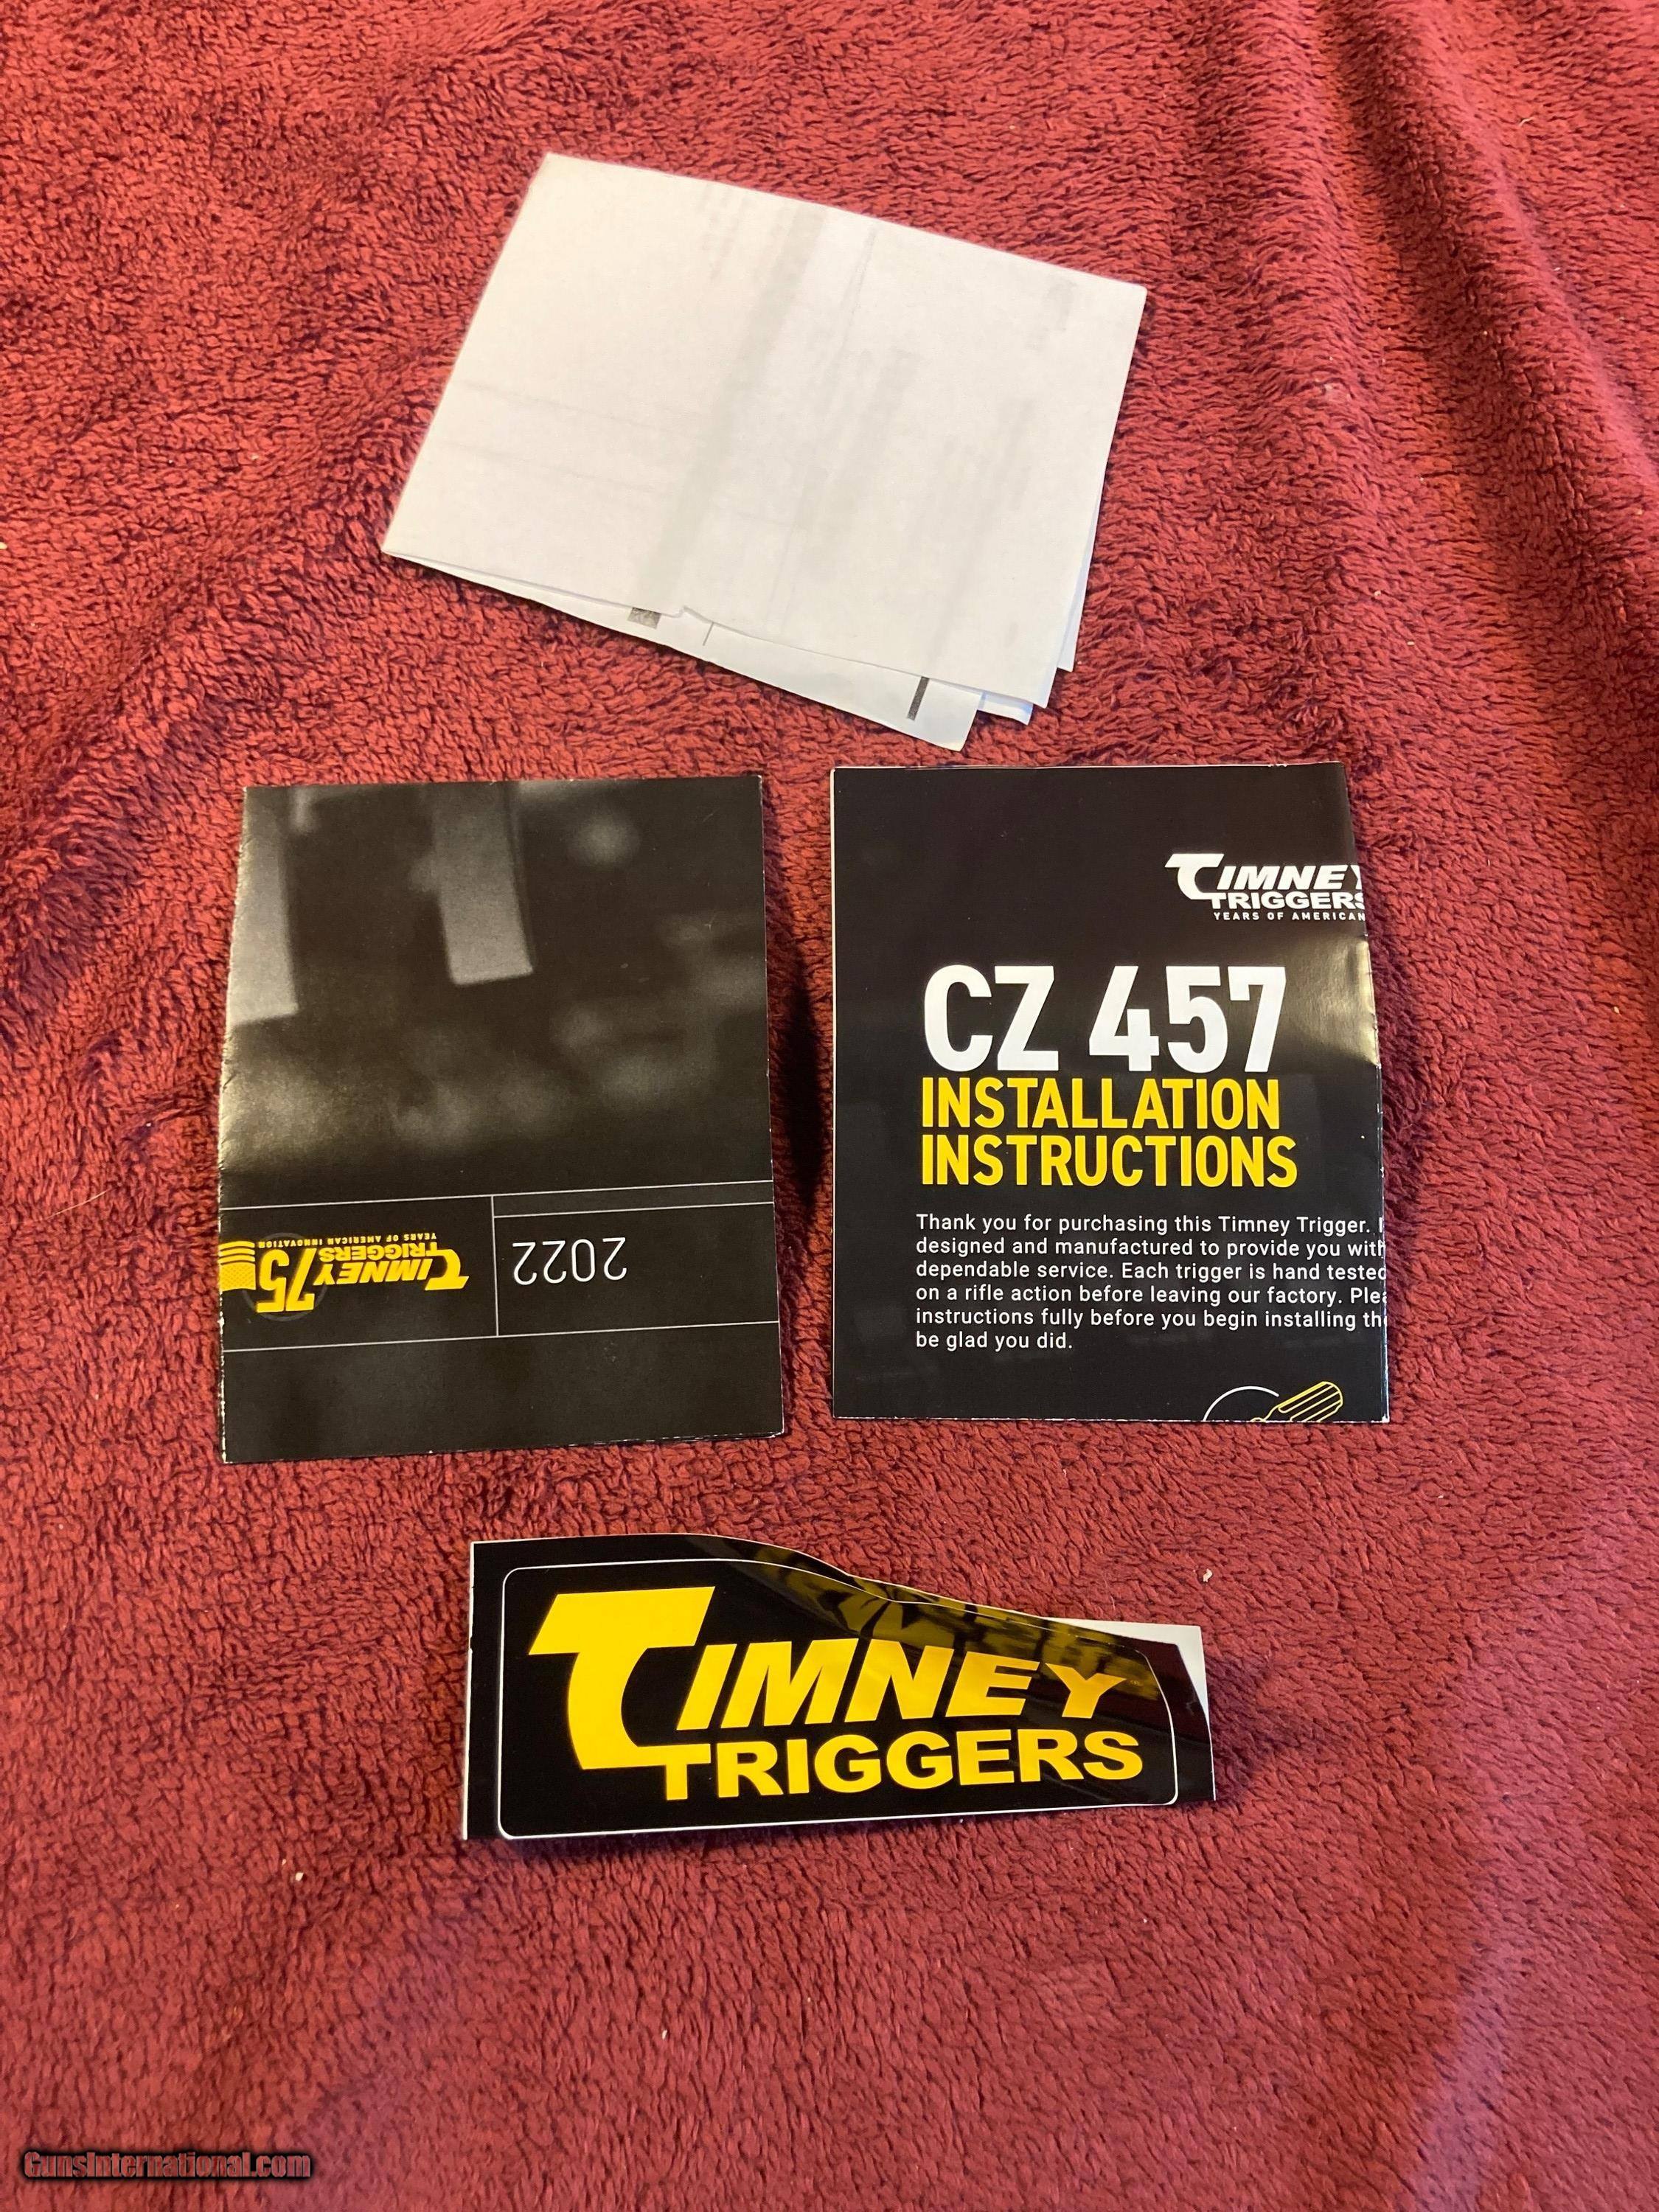 TIMNEY
TRIGGERS
YEARS OF AMERICAN
CZ 457
INSTALLATION
INSTRUCTIONS
Thank you for purchasing this Timney Trigger.
designed and manufactured to provide you with
dependable service. Each trigger is hand tested
on a rifle action before leaving our factory.
instructions fully before you begin installing
be glad you did.
2022
TIMNEY 75
TRIGGERS
YEARS OF AMERICAN INNOVATION
TIMNEY
TRIGGERS
GunsInternational.com